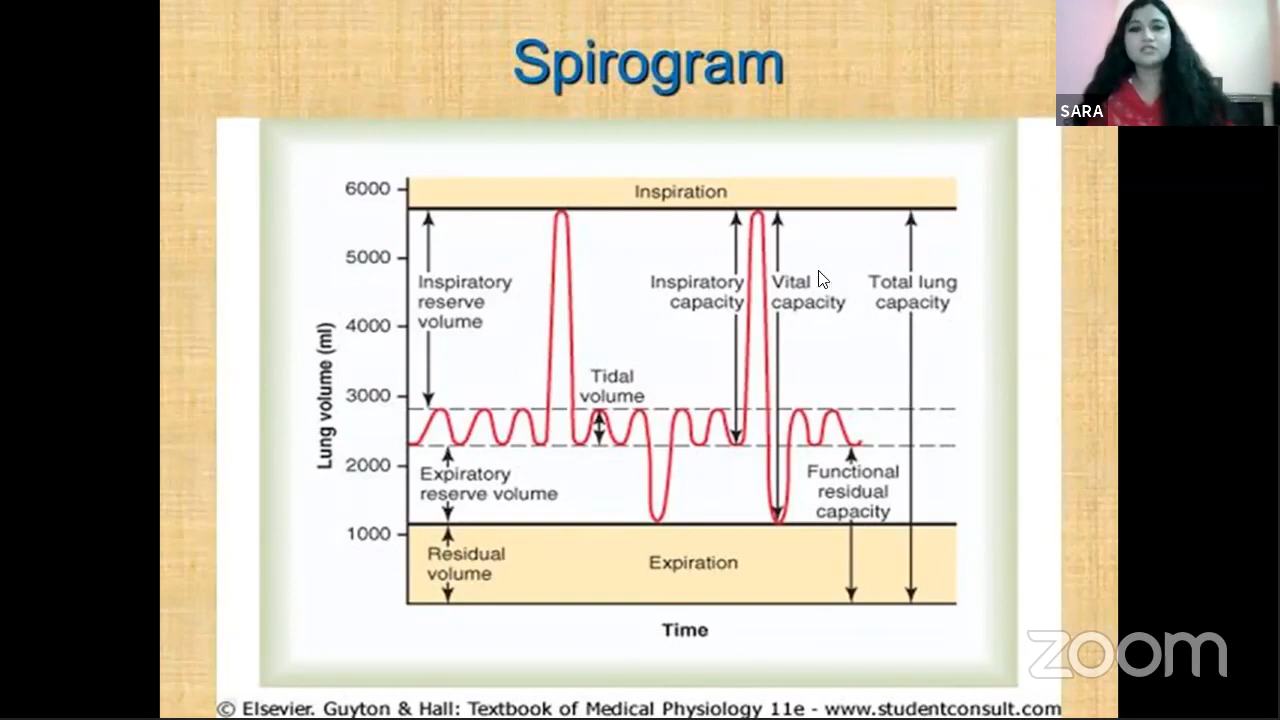 Spirogram
SARA
6000
5000
4000
3000
2000
1000
Lung volume (ml)
Inspiration
Inspiratory
reserve
volume
Inspiratory
capacity
Vital
capacity
Total lung
capacity
Tidal
volume
Expiratory
reserve volume
Functional
residual
capacity
Residual
volume
Expiration
Time
zoom
© Elsevier. Guyton & Hall: Textbook of Medical Physiology 11e - www.studentconsult.com